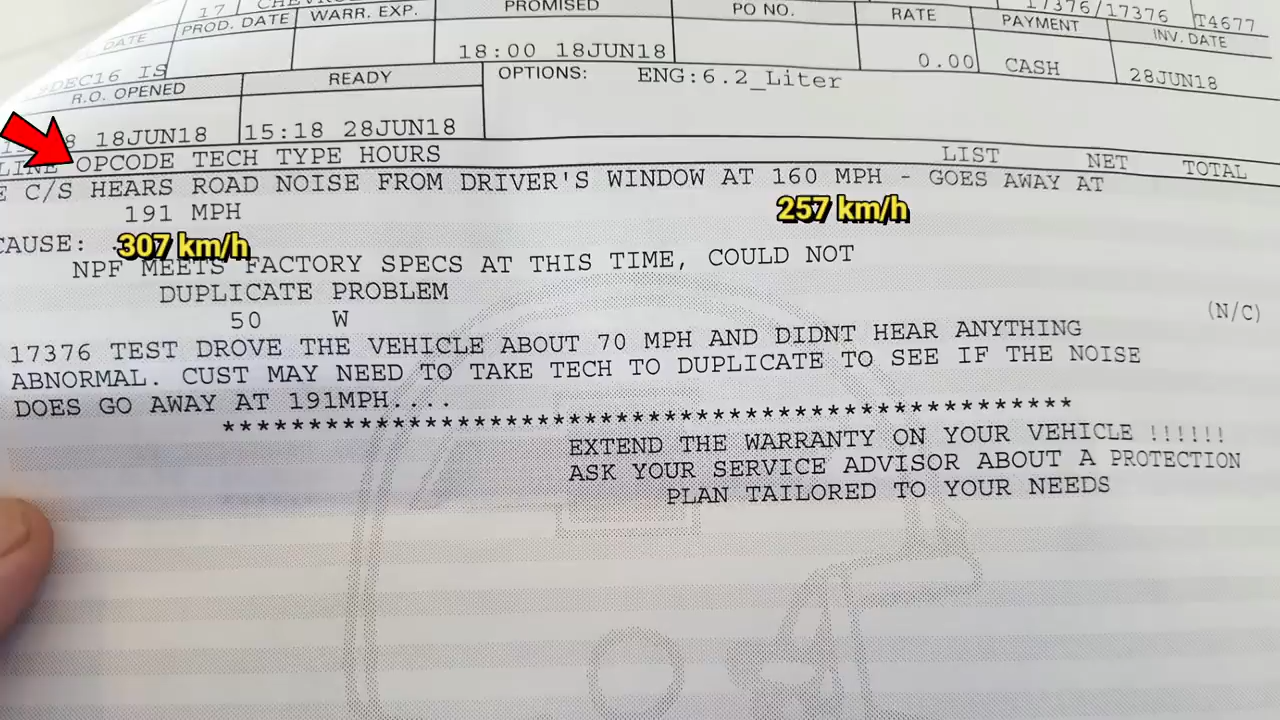 17 CHEVROLET
17376/17376 T4677
DATE PROD. DATE WARR. EXP. PROMISED PO NO. RATE PAYMENT INV. DATE
DEC16 IS 18:00 18JUN18 0.00 CASH 28JUN18
R.O. OPENED READY OPTIONS: ENG:6.2_Liter
18JUN18 15:18 28JUN18
LINE OPCODE TECH TYPE HOURS LIST NET TOTAL
E C/S HEARS ROAD NOISE FROM DRIVER'S WINDOW AT 160 MPH - GOES AWAY AT
191 MPH
257 km/h
CAUSE:
307 km/h
NPF MEETS FACTORY SPECS AT THIS TIME, COULD NOT
DUPLICATE PROBLEM
50 W (N/C)
17376 TEST DROVE THE VEHICLE ABOUT 70 MPH AND DIDNT HEAR ANYTHING
ABNORMAL. CUST MAY NEED TO TAKE TECH TO DUPLICATE TO SEE IF THE NOISE
DOES GO AWAY AT 191MPH....
*************************************************
EXTEND THE WARRANTY ON YOUR VEHICLE !!!!!!
ASK YOUR SERVICE ADVISOR ABOUT A PROTECTION
PLAN TAILORED TO YOUR NEEDS